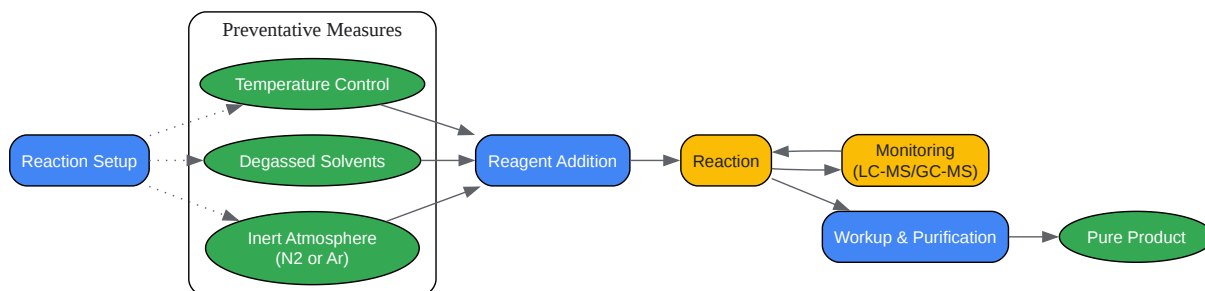 Preventative Measures
Temperature Control
Reaction Setup
Degassed Solvents
Inert Atmosphere
(N2 or Ar)
Reagent Addition
Reaction
Monitoring
(LC-MS/GC-MS)
Workup & Purification
Pure Product